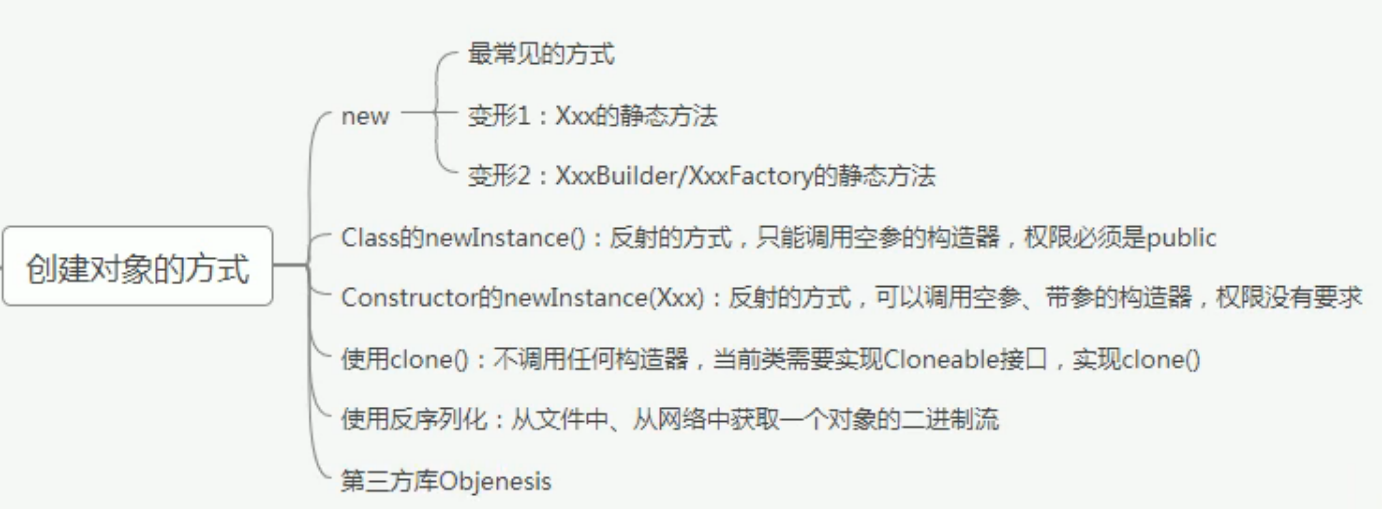 最常见的方式
new
变形1：Xxx的静态方法
变形2：XxxBuilder/XxxFactory的静态方法
Class的newInstance()：反射的方式，只能调用空参的构造器，权限必须是public
创建对象的方式
Constructor的newInstance(Xxx)：反射的方式，可以调用空参、带参的构造器，权限没有要求
使用clone()：不调用任何构造器，当前类需要实现Cloneable接口，实现clone()
使用反序列化：从文件中、从网络中获取一个对象的二进制流
第三方库Objenesis